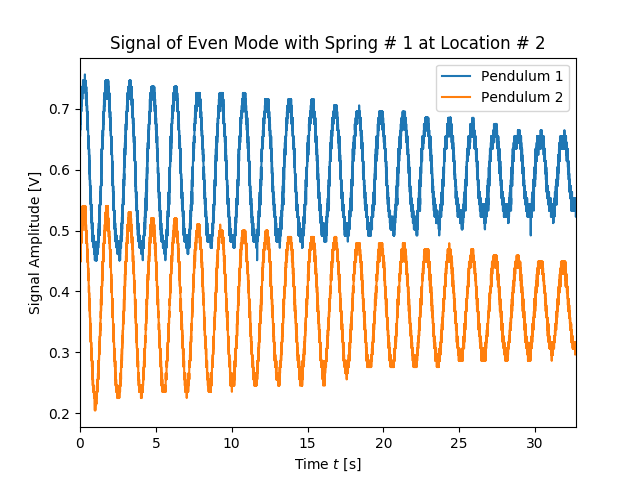 Signal of Even Mode with Spring # 1 at Location # 2
Pendulum 1
Pendulum 2
Signal Amplitude [V]
0.7
0.6
0.5
0.4
0.3
0.2
0 5 10 15 20 25 30
Time t [s]